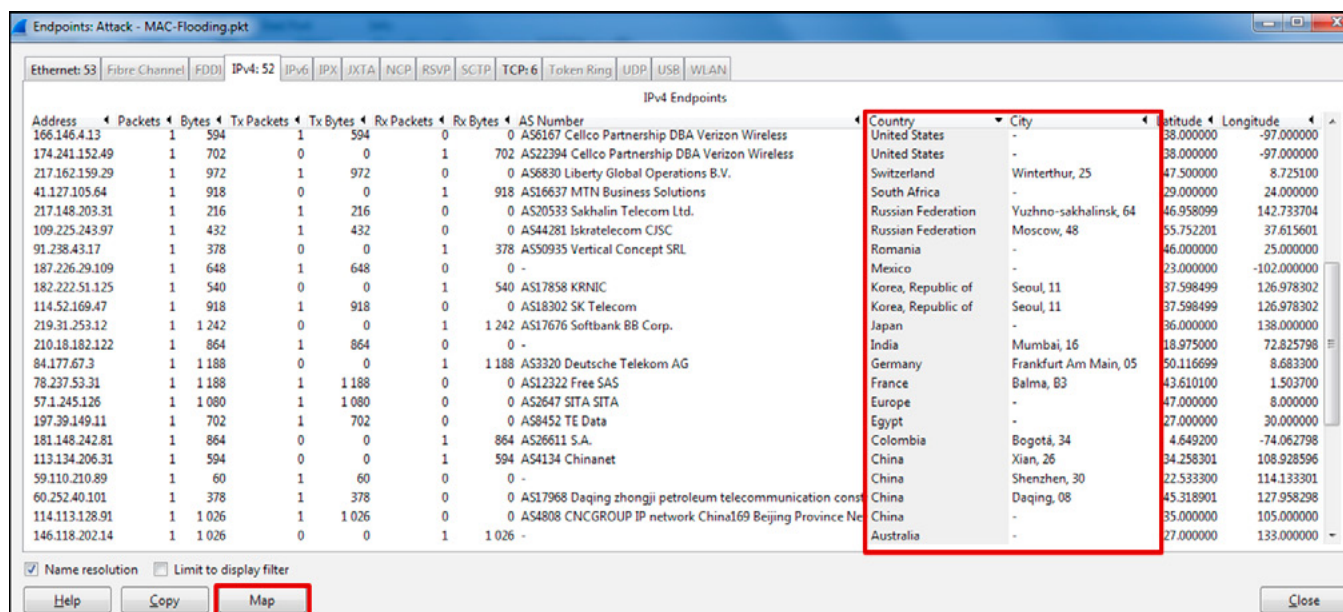 Endpoints: Attack - MAC-Flooding.pkt
Ethernet: 53 Fibre Channel FDDI IPv4: 52 IPv6 IPX JXTA NCP RSVP SCTP TCP: 6 Token Ring UDP USB WLAN
IPv4 Endpoints
Address Packets Bytes Tx Packets Tx Bytes Rx Packets Rx Bytes AS Number Country City Latitude Longitude
166.146.4.13 1 594 1 594 0 0 AS6167 Cellco Partnership DBA Verizon Wireless United States - 38.000000 -97.000000
174.241.152.49 1 702 0 0 1 702 AS22394 Cellco Partnership DBA Verizon Wireless United States - 38.000000 -97.000000
217.162.159.29 1 972 1 972 0 0 AS6830 Liberty Global Operations B.V. Switzerland Winterthur, 25 47.500000 8.725100
41.127.105.64 1 918 0 0 1 918 AS16637 MTN Business Solutions South Africa - 29.000000 24.000000
217.148.203.31 1 216 1 216 0 0 AS20533 Sakhalin Telecom Ltd. Russian Federation Yuzhno-sakhalinsk, 64 46.958099 142.733704
109.225.243.97 1 432 1 432 0 0 AS44281 Iskratelecom CJSC Russian Federation Moscow, 48 55.752201 37.615601
91.238.43.17 1 378 0 0 1 378 AS50935 Vertical Concept SRL Romania - 46.000000 25.000000
187.226.29.109 1 648 1 648 0 0 - Mexico - 23.000000 -102.000000
182.222.51.125 1 540 0 0 1 540 AS17858 KRNIC Korea, Republic of Seoul, 11 37.598499 126.978302
114.52.169.47 1 918 1 918 0 0 AS18302 SK Telecom Korea, Republic of Seoul, 11 37.598499 126.978302
219.31.253.12 1 1 242 0 0 1 1 242 AS17676 Softbank BB Corp. Japan - 36.000000 138.000000
210.18.182.122 1 864 1 864 0 0 - India Mumbai, 16 18.975000 72.825798
84.177.67.3 1 1 188 0 0 1 1 188 AS3320 Deutsche Telekom AG Germany Frankfurt Am Main, 05 50.116699 8.683300
78.237.53.31 1 1 188 1 1 188 0 0 AS12322 Free SAS France Balma, B3 43.610100 1.503700
57.1.245.126 1 1 080 1 1 080 0 0 AS2647 SITA SITA Europe - 47.000000 8.000000
197.39.149.11 1 702 1 702 0 0 AS8452 TE Data Egypt - 27.000000 30.000000
181.148.242.81 1 864 0 0 1 864 AS26611 S.A. Colombia Bogotá, 34 4.649200 -74.062798
113.134.206.31 1 594 0 0 1 594 AS4134 Chinanet China Xian, 26 34.258301 108.928596
59.110.210.89 1 60 1 60 0 0 - China Shenzhen, 30 22.533300 114.133301
60.252.40.101 1 378 1 378 0 0 AS17968 Daqing zhongji petroleum telecommunication const China Daqing, 08 45.318901 127.958298
114.113.128.91 1 1 026 1 1 026 0 0 AS4808 CNCGROUP IP network China169 Beijing Province Ne China - 35.000000 105.000000
146.118.202.14 1 1 026 0 0 1 1 026 - Australia - 27.000000 133.000000
Name resolution Limit to display filter
Help Copy Map Close